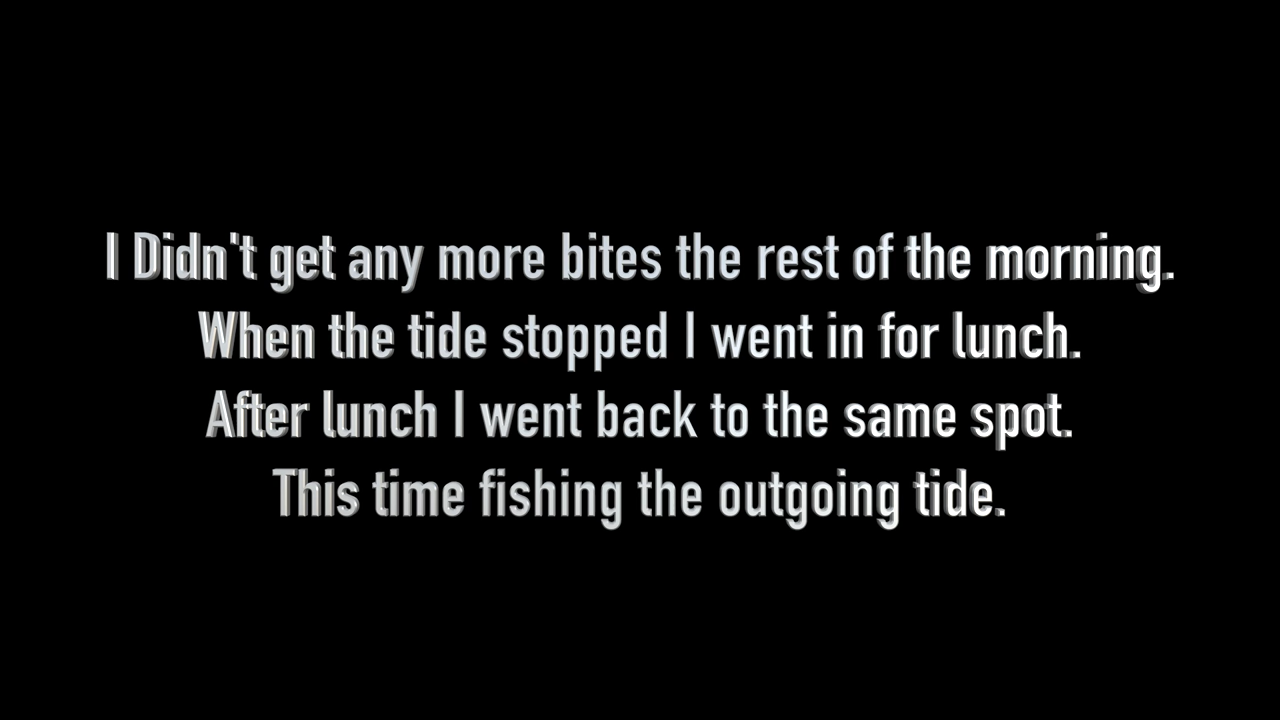 I Didn't get any more bites the rest of the morning.
When the tide stopped I went in for lunch.
After lunch I went back to the same spot.
This time fishing the outgoing tide.